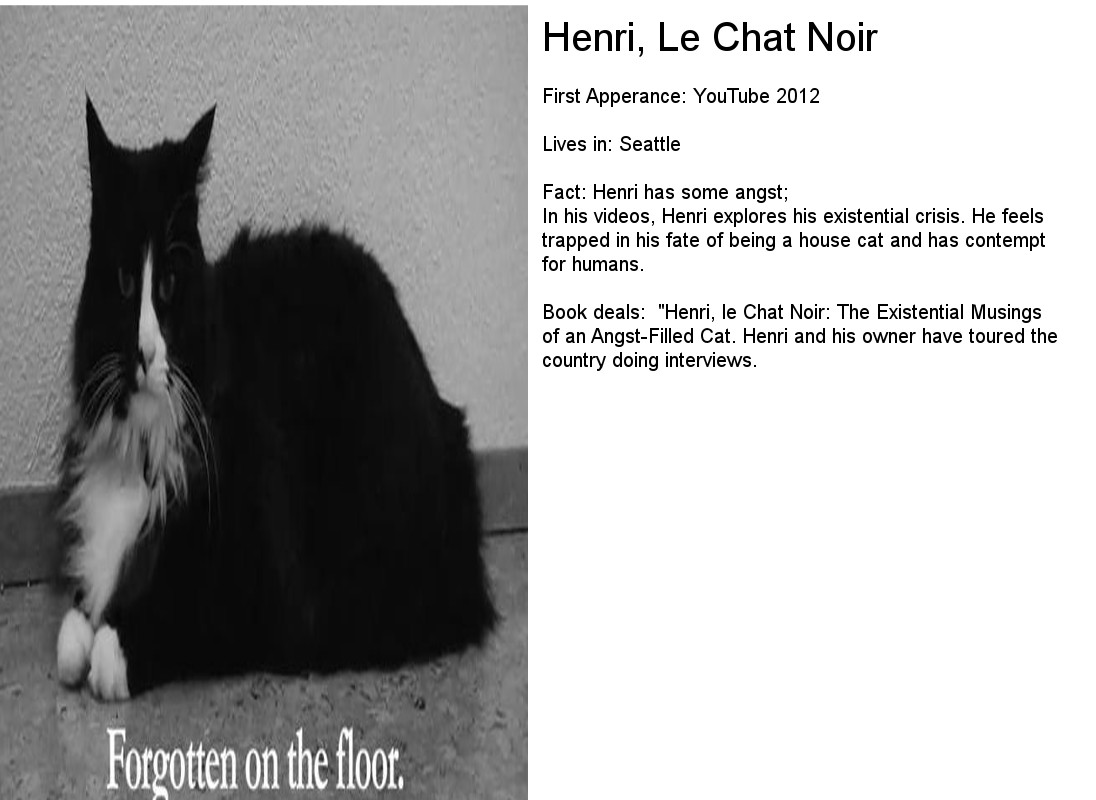 Henri, Le Chat Noir
First Apperance: YouTube 2012
Lives in: Seattle
Fact: Henri has some angst;
In his videos, Henri explores his existential crisis. He feels
trapped in his fate of being a house cat and has contempt
for humans.
Book deals:  "Henri, le Chat Noir: The Existential Musings
of an Angst-Filled Cat. Henri and his owner have toured the
country doing interviews.
Forgotten on the floor.